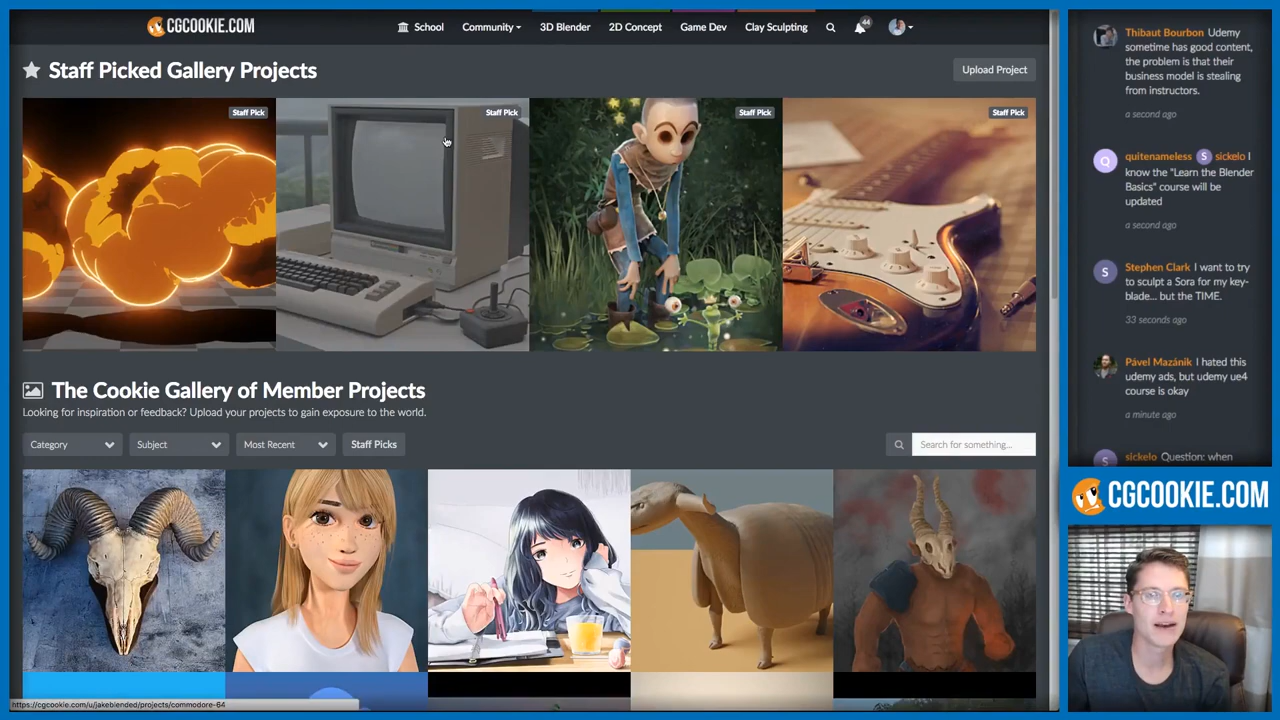 CGCOOKIE.COM
School
Community
3D Blender
2D Concept
Game Dev
Clay Sculpting
44
Staff Picked Gallery Projects
Upload Project
Staff Pick
Staff Pick
Staff Pick
Staff Pick
The Cookie Gallery of Member Projects
Looking for inspiration or feedback? Upload your projects to gain exposure to the world.
Category
Subject
Most Recent
Staff Picks
Search for something...
https://cgcookie.com/u/jakeblended/projects/commodore-64
Thibaut Bourbon Udemy
sometime has good content,
the problem is that their
business model is stealing
from instructors.
a second ago
Q
quitenameless S sickelo I
know the "Learn the Blender
Basics" course will be
updated
a second ago
S
Stephen Clark I want to try
to sculpt a Sora for my key-
blade... but the TIME.
33 seconds ago
Pável Mazánik I hated this
udemy ads, but udemy ue4
course is okay
a minute ago
S
sickelo Question: when
CGCOOKIE.COM